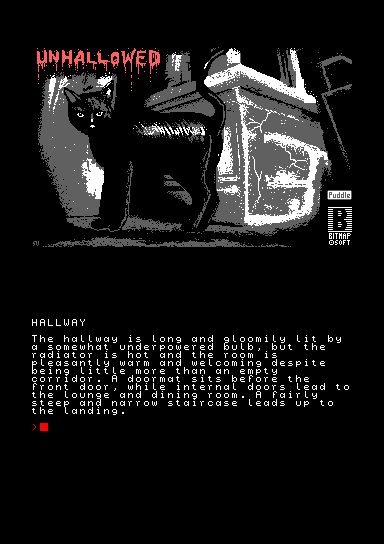 UNHALLOWED
Puddle
B
BITMAP
@SOFT
HALLWAY
The hallway is long and gloomily lit by
a somewhat underpowered bulb, but the
radiator is hot and the room is
pleasantly warm and welcoming despite
being little more than an empty
corridor. A doormat sits before the
front door, while internal doors lead to
the lounge and dining room. A fairly
steep and narrow staircase leads up to
the landing.
>